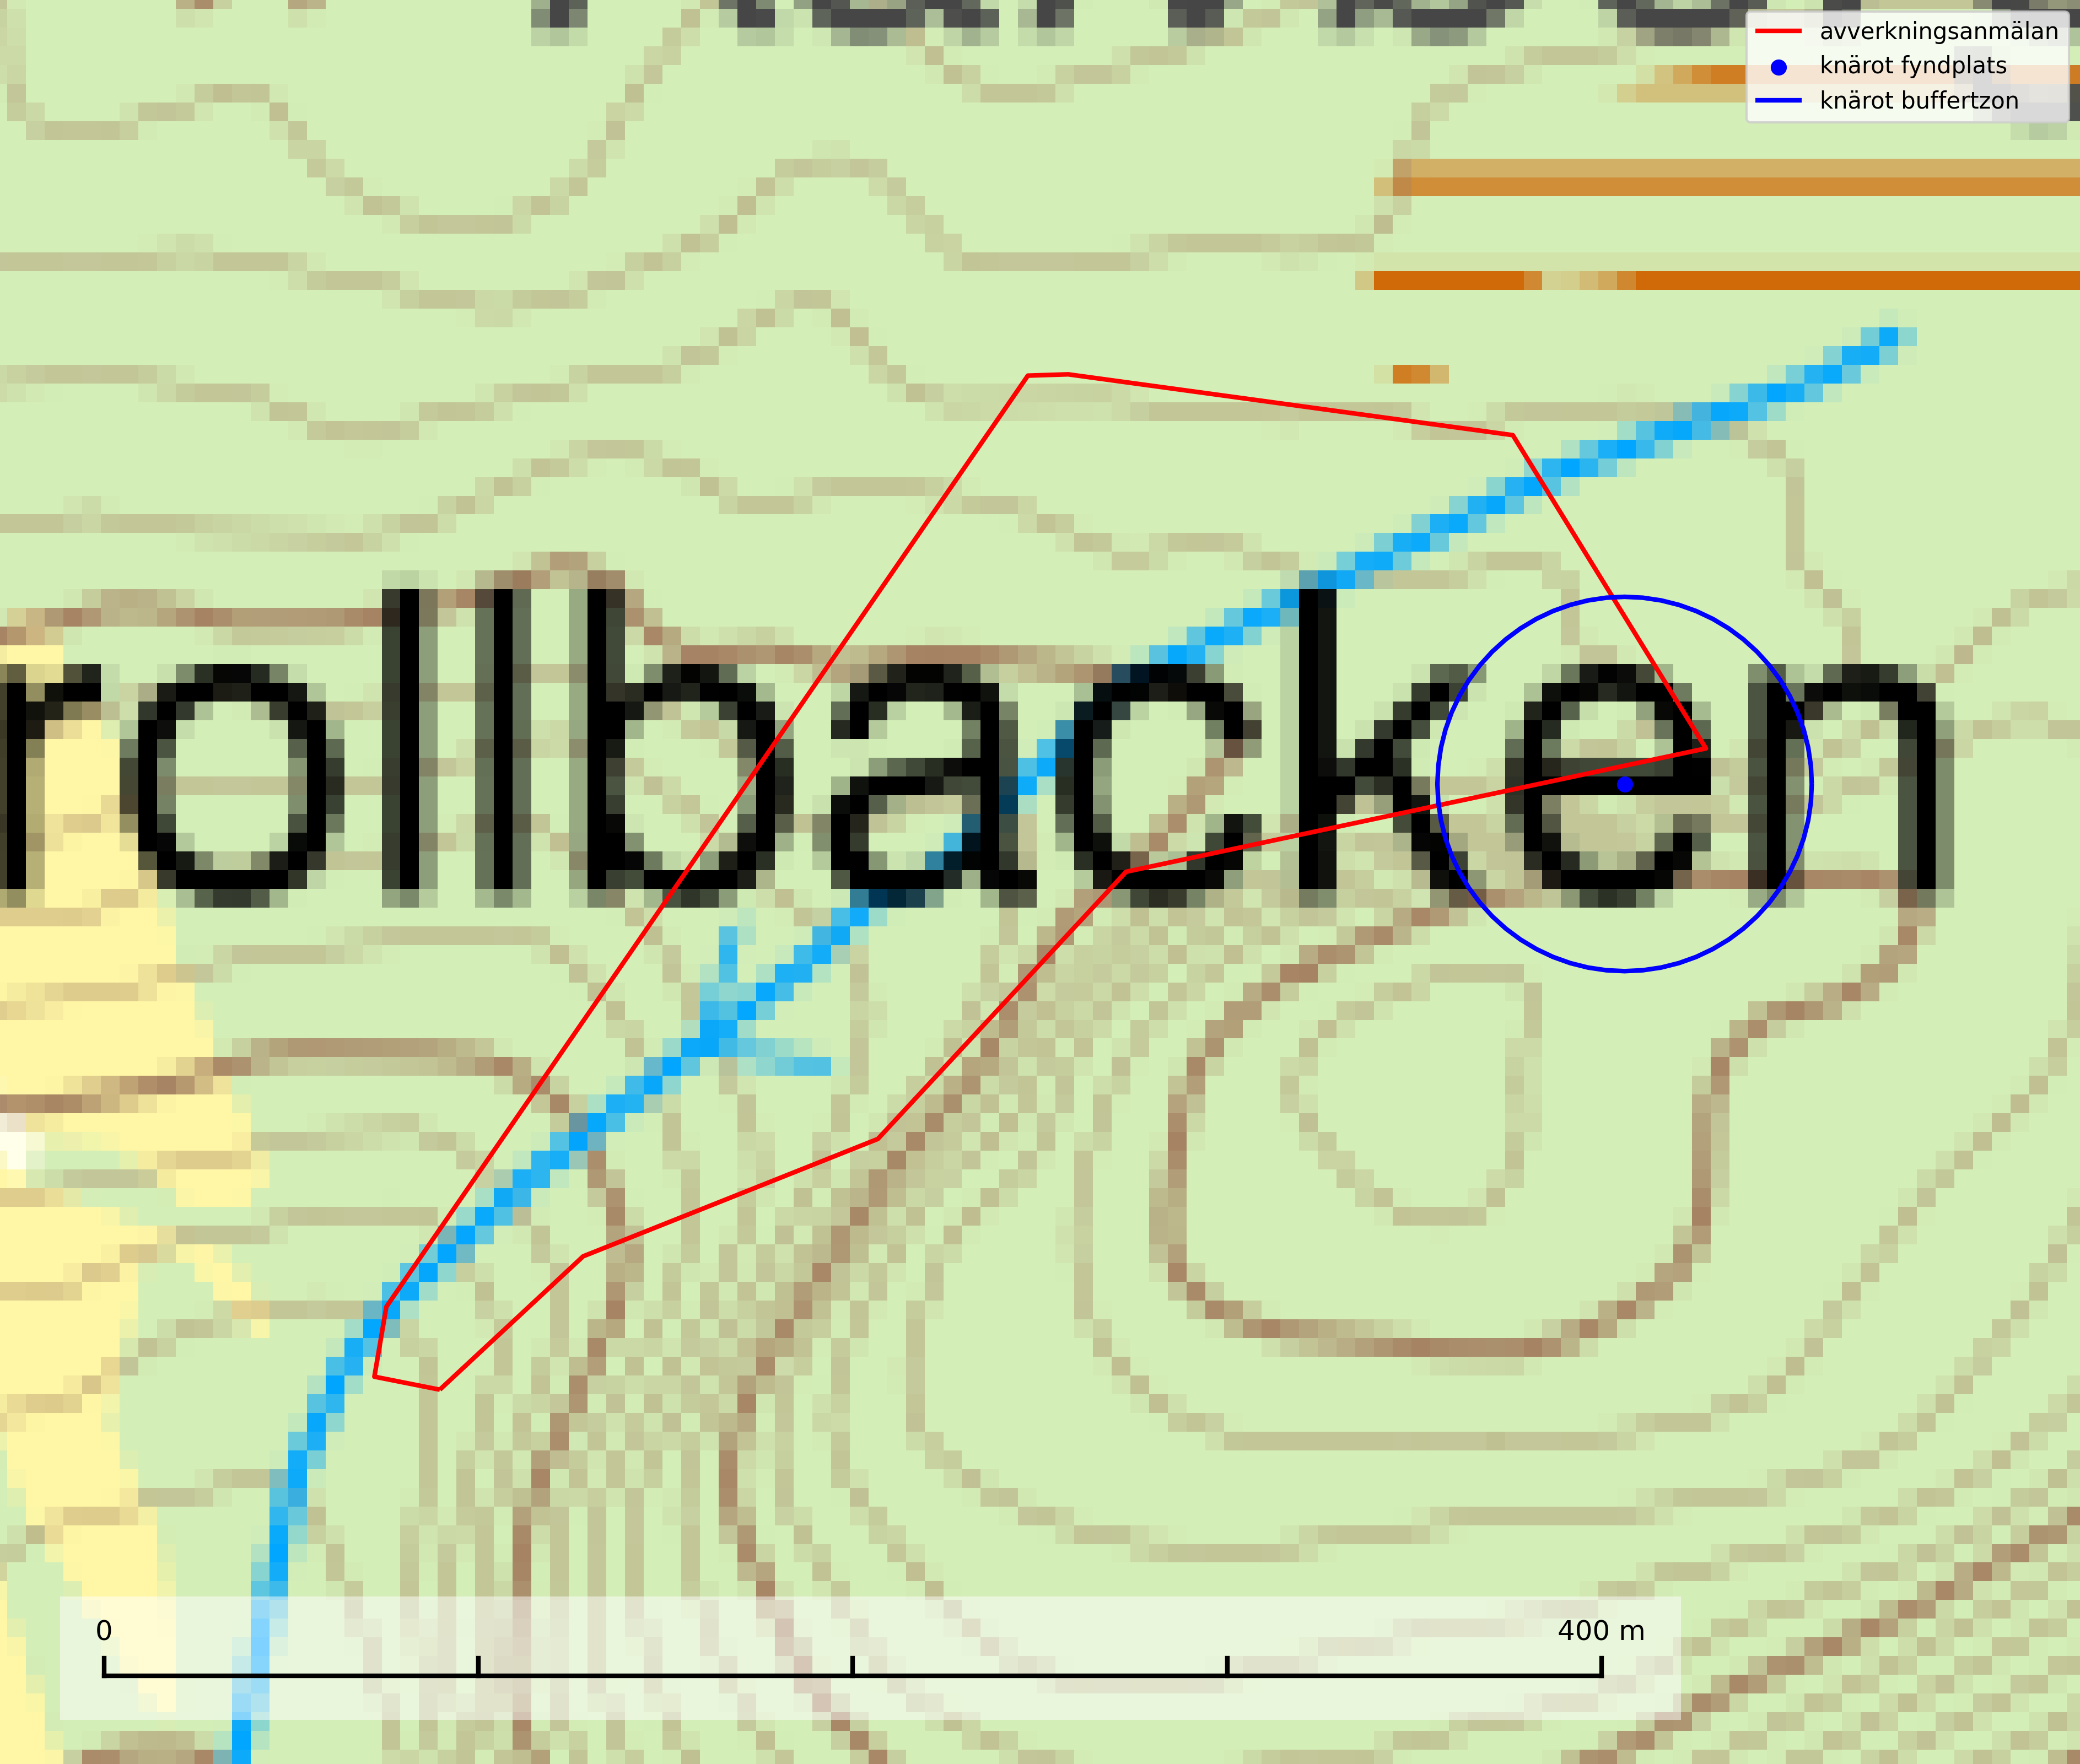 avverkningsanmälan
knärot fyndplats
knärot buffertzon
rollbacken
0 400 m